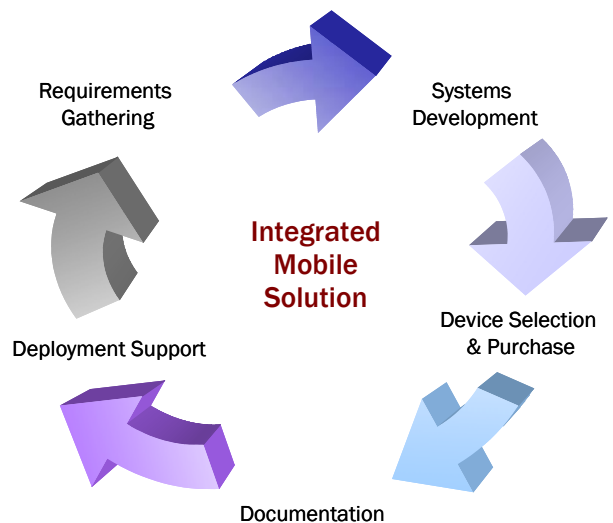 Requirements
Gathering
Systems
Development
Integrated
Mobile
Solution
Device Selection
& Purchase
Deployment Support
Documentation